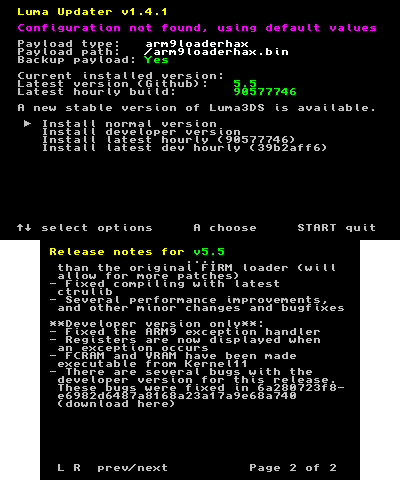 Luma Updater v1.4.1
Configuration not found, using default values
Payload type: arm9loaderhax
Payload path: /arm9loaderhax.bin
Backup payload: Yes
Current installed version:
Latest version (Github): 5.5
Latest hourly build: 90577746
A new stable version of Luma3DS is available.
▶ Install normal version
Install developer version
Install latest hourly (90577746)
Install latest dev hourly (39b2aff6)
↑↓ select options A choose START quit
Release notes for v5.5
than the original FIRM loader (will
allow for more patches)
- Fixed compiling with latest
ctrulib
- Several performance improvements,
and other minor changes and bugfixes
**Developer version only**:
- Fixed the ARM9 exception handler
- Registers are now displayed when
an exception occurs
- FCRAM and VRAM have been made
executable from Kernel11
- There are several bugs with the
developer version for this release.
These bugs were fixed in 6a280723f8-
e6982d6487a8168a23a17a9e68a740
(download here)
L R prev/next Page 2 of 2